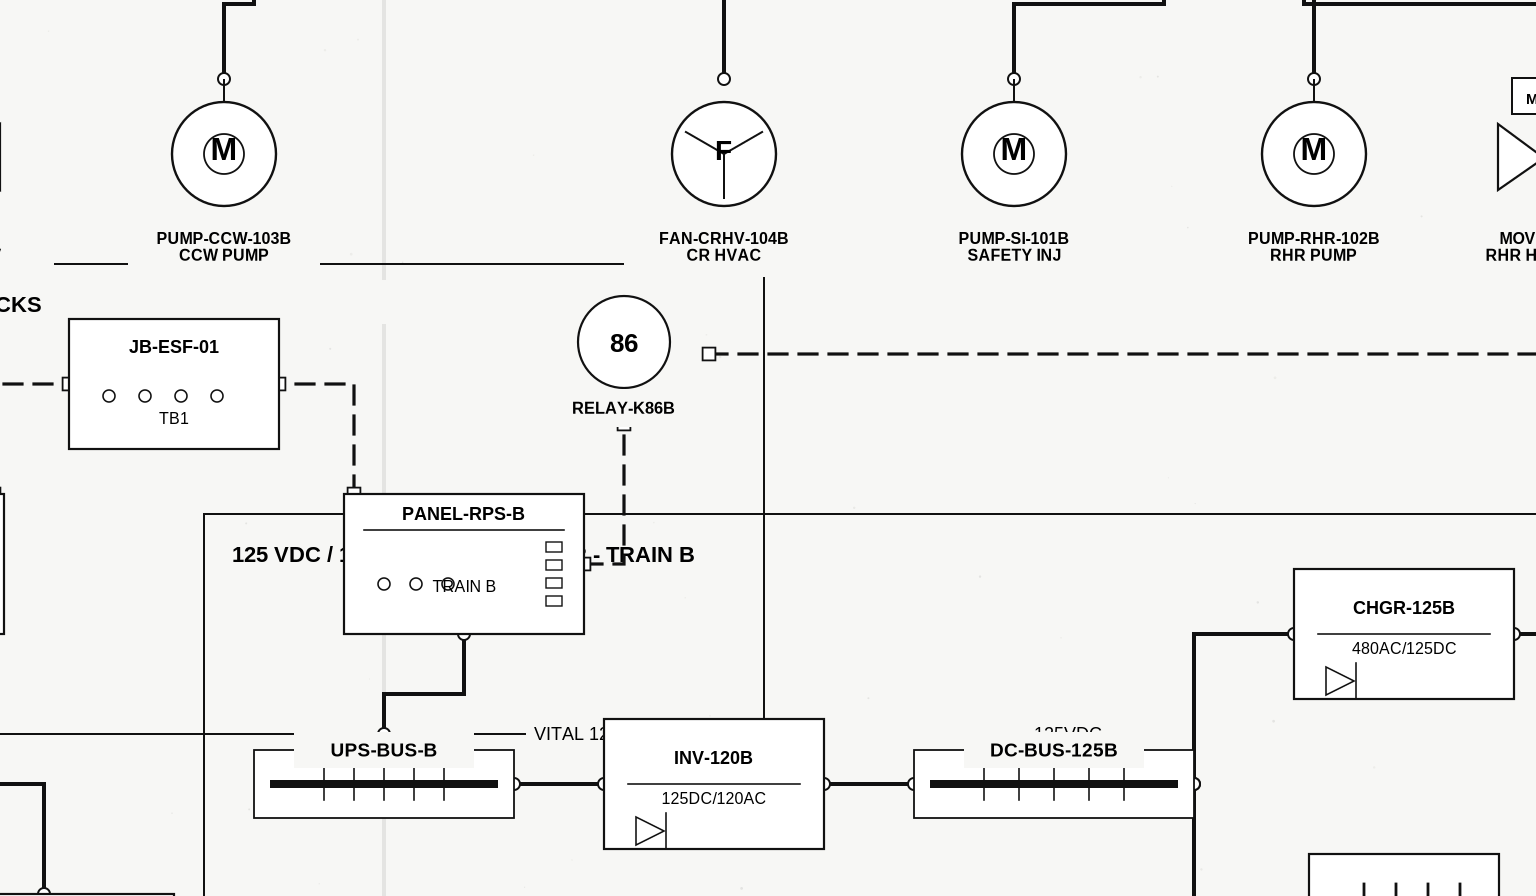 M
F
M
M
PUMP-CCW-103B
CCW PUMP
FAN-CRHV-104B
CR HVAC
PUMP-SI-101B
SAFETY INJ
PUMP-RHR-102B
RHR PUMP
MOV
RHR H
CKS
JB-ESF-01
TB1
86
RELAY-K86B
PANEL-RPS-B
125 VDC /
- TRAIN B
TRAIN B
CHGR-125B
480AC/125DC
VITAL 12
UPS-BUS-B
INV-120B
125DC/120AC
DC-BUS-125B